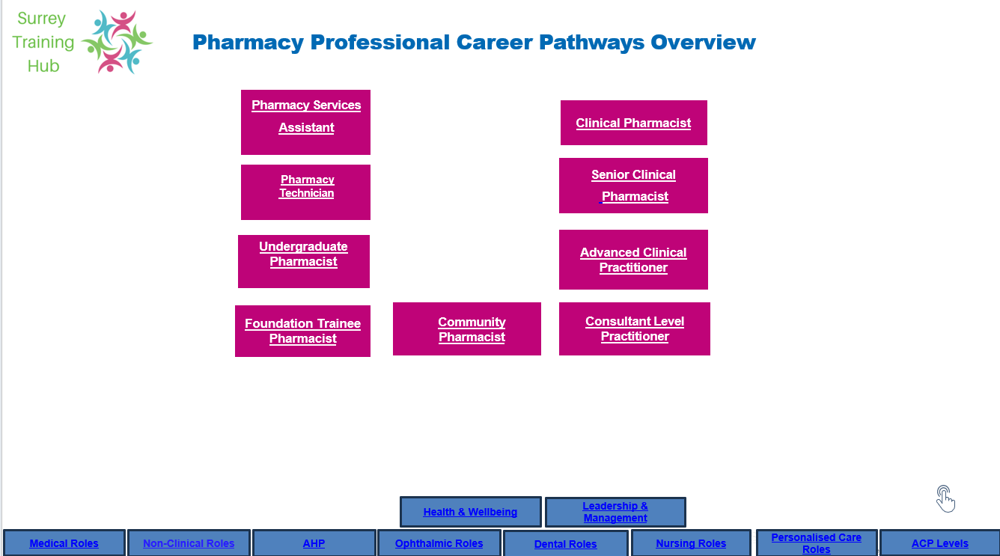 Surrey
Training
Hub
Pharmacy Professional Career Pathways Overview
Pharmacy Services
Assistant
Pharmacy
Technician
Undergraduate
Pharmacist
Foundation Trainee
Pharmacist
Community
Pharmacist
Clinical Pharmacist
Senior Clinical
Pharmacist
Advanced Clinical
Practitioner
Consultant Level
Practitioner
Health & Wellbeing
Leadership &
Management
Medical Roles
Non-Clinical Roles
AHP
Ophthalmic Roles
Dental Roles
Nursing Roles
Personalised Care
Roles
ACP Levels